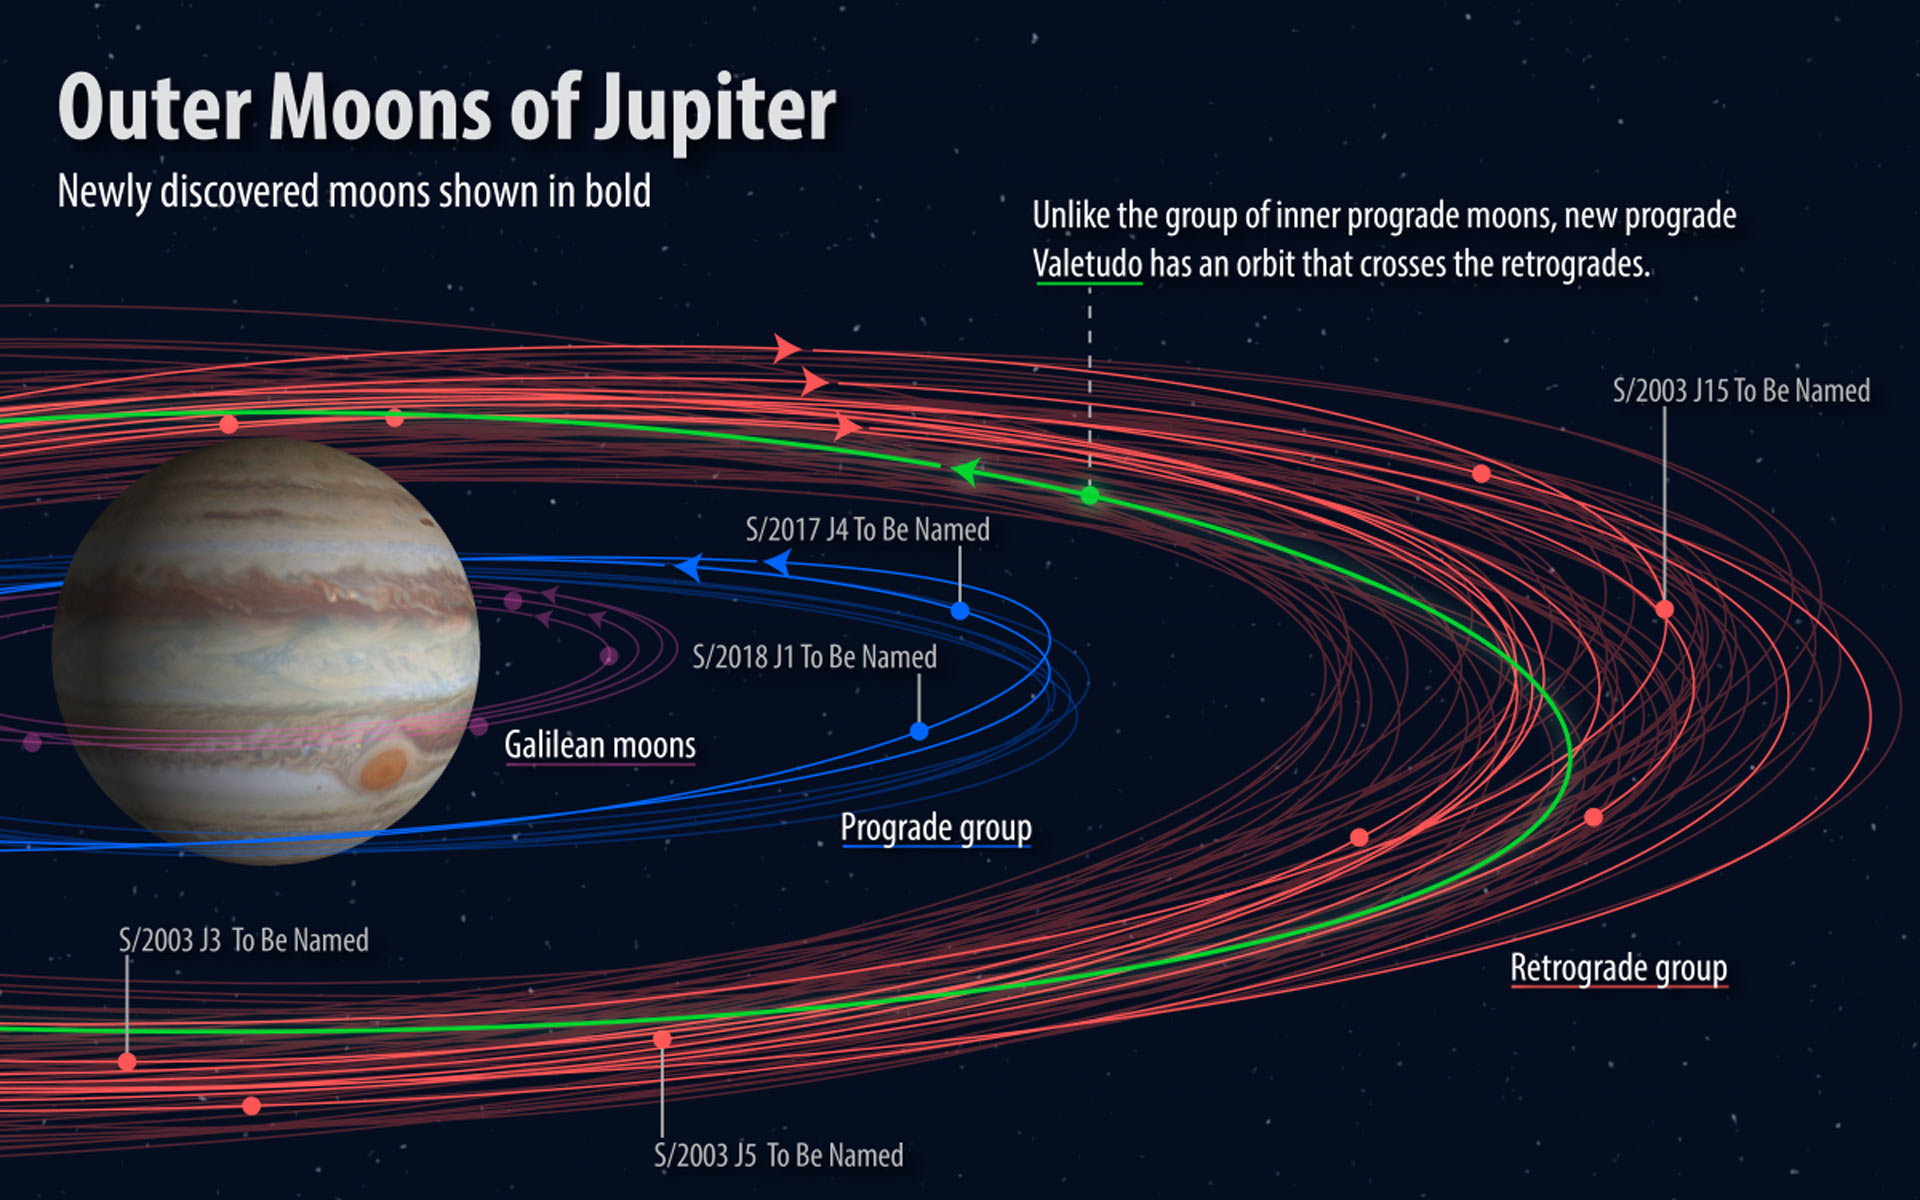 Outer Moons of Jupiter
Newly discovered moons shown in bold
Unlike the group of inner prograde moons, new prograde
Valetudo has an orbit that crosses the retrogrades.
S/2003 J15 To Be Named
S/2017 J4 To Be Named
S/2018 J1 To Be Named
Galilean moons
Prograde group
S/2003 J3 To Be Named
Retrograde group
S/2003 J5 To Be Named